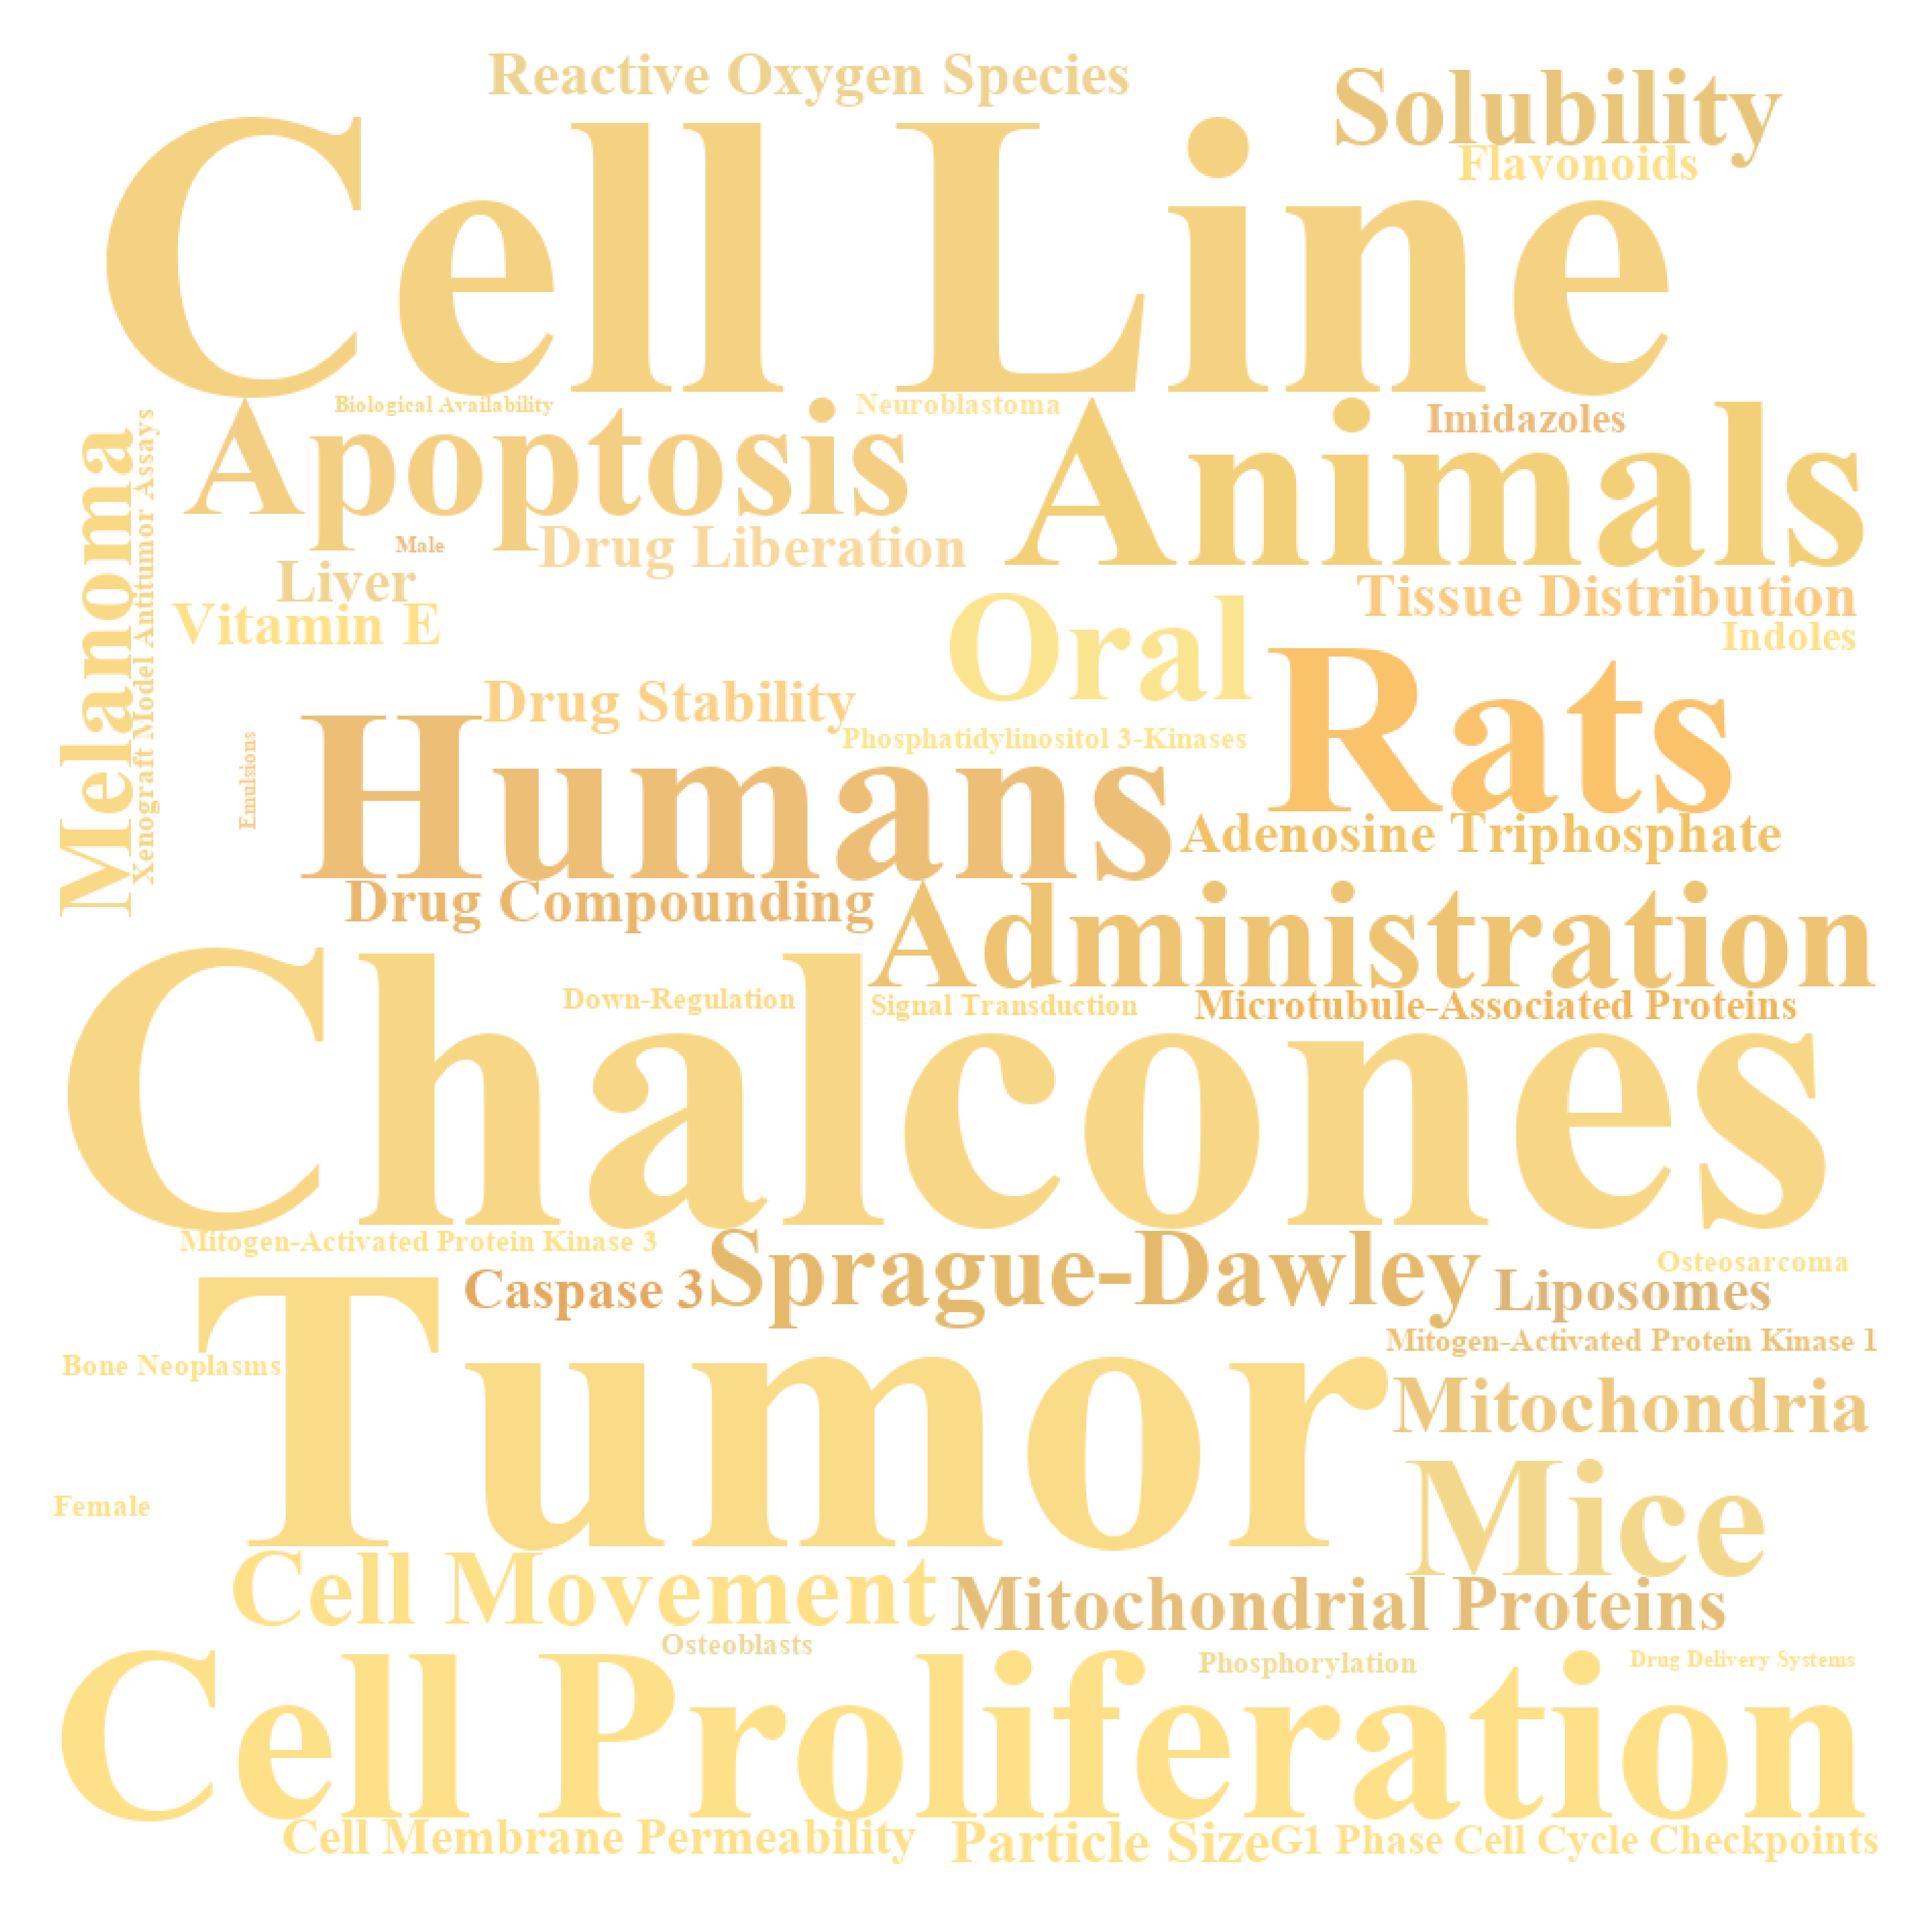 Reactive Oxygen Species
Solubility
Flavonoids
Cell Line
Biological Availability
Neuroblastoma
Imidazoles
Apoptosis
Animals
Melanoma
Xenograft Model Antitumor Assays
Male
Drug Liberation
Liver
Vitamin E
Oral
Tissue Distribution
Indoles
Rats
Drug Stability
Phosphatidylinositol 3-Kinases
Emulsions
Humans
Adenosine Triphosphate
Drug Compounding
Administration
Down-Regulation
Signal Transduction
Microtubule-Associated Proteins
Chalcones
Mitogen-Activated Protein Kinase 3
Sprague-Dawley
Osteosarcoma
Caspase 3
Liposomes
Mitogen-Activated Protein Kinase 1
Bone Neoplasms
Tumor
Mitochondria
Female
Mice
Cell Movement
Mitochondrial Proteins
Osteoblasts
Phosphorylation
Drug Delivery Systems
Cell Proliferation
Cell Membrane Permeability
Particle Size
G1 Phase Cell Cycle Checkpoints